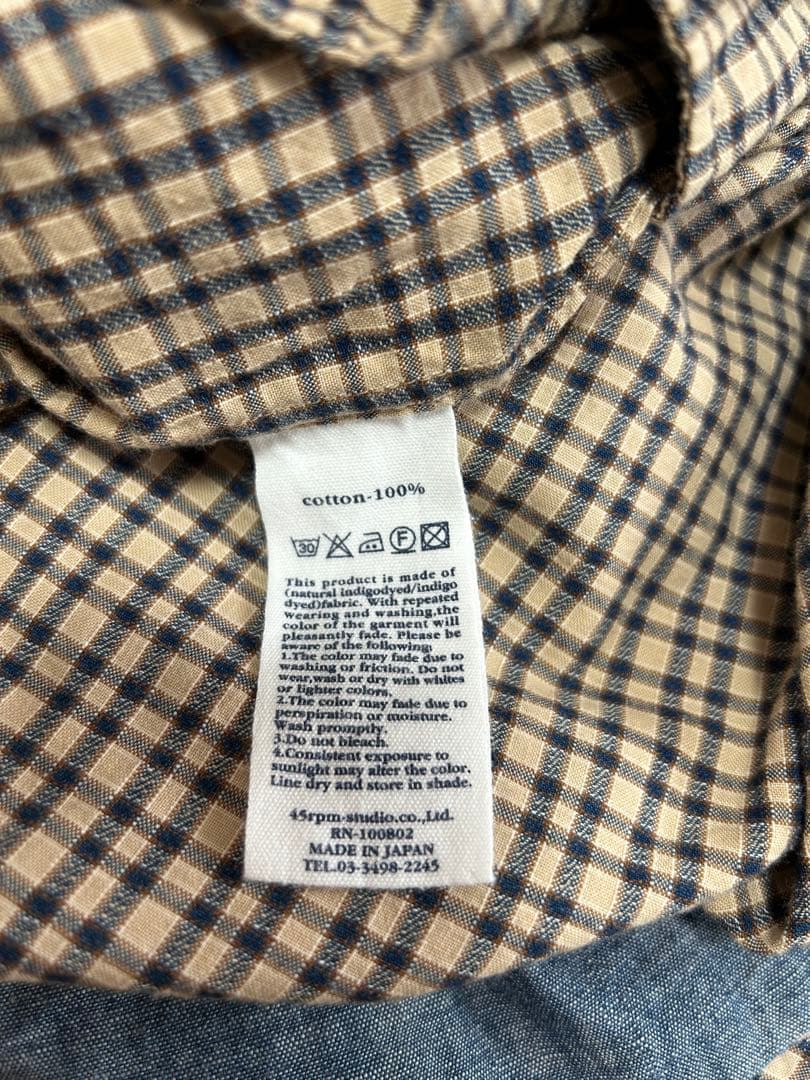 cotton-100%
30 F
This product is made of
(natural indigodyed/indigo
dyed)fabric. With repeated
wearing and washing,the
color of the garment will
pleasantly fade. Please be
aware of the following;
1.The color may fade due to
washing or friction. Do not
wear,wash or dry with whites
or lighter colors.
2.The color may fade due to
perspiration or moisture.
Wash promptly.
3.Do not bleach.
4.Consistent exposure to
sunlight may alter the color.
Line dry and store in shade.
45rpm-studio.co.,Ltd.
RN-100802
MADE IN JAPAN
TEL.03-3498-2245